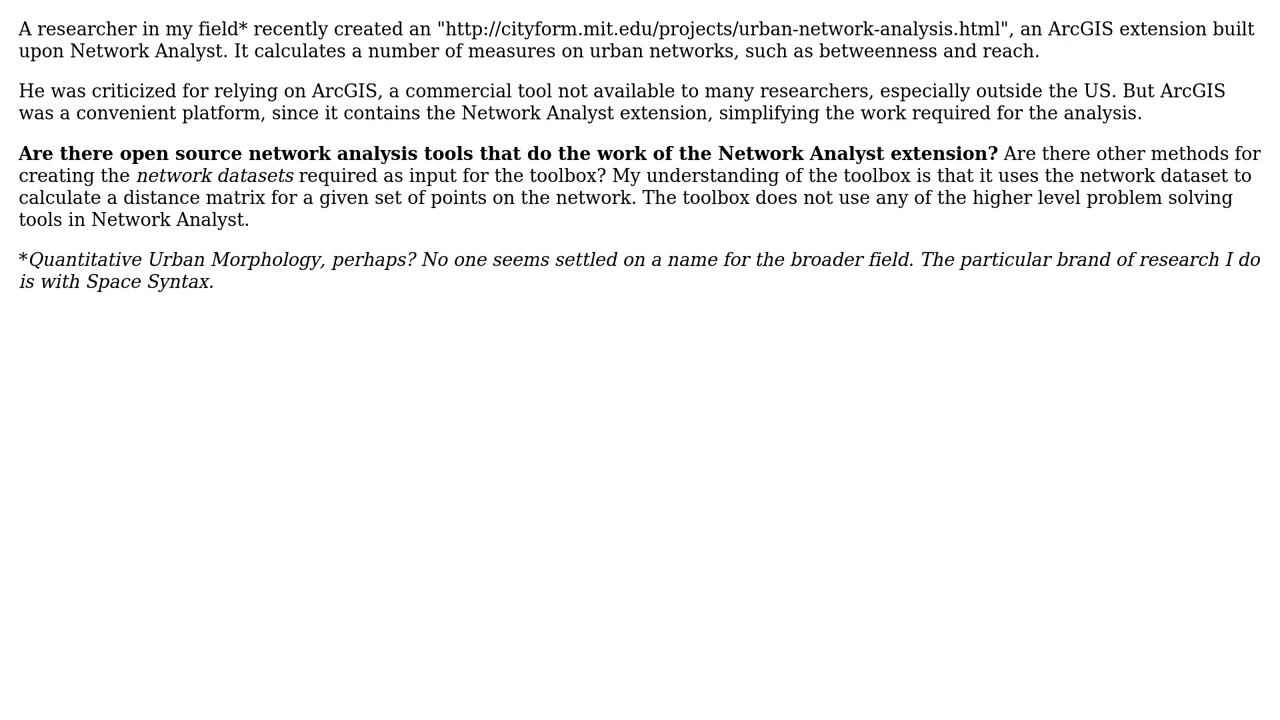 A researcher in my field* recently created an "http://cityform.mit.edu/projects/urban-network-analysis.html", an ArcGIS extension built
upon Network Analyst. It calculates a number of measures on urban networks, such as betweenness and reach.
He was criticized for relying on ArcGIS, a commercial tool not available to many researchers, especially outside the US. But ArcGIS
was a convenient platform, since it contains the Network Analyst extension, simplifying the work required for the analysis.
Are there open source network analysis tools that do the work of the Network Analyst extension? Are there other methods for
creating the network datasets required as input for the toolbox? My understanding of the toolbox is that it uses the network dataset to
calculate a distance matrix for a given set of points on the network. The toolbox does not use any of the higher level problem solving
tools in Network Analyst.
*Quantitative Urban Morphology, perhaps? No one seems settled on a name for the broader field. The particular brand of research I do
is with Space Syntax.